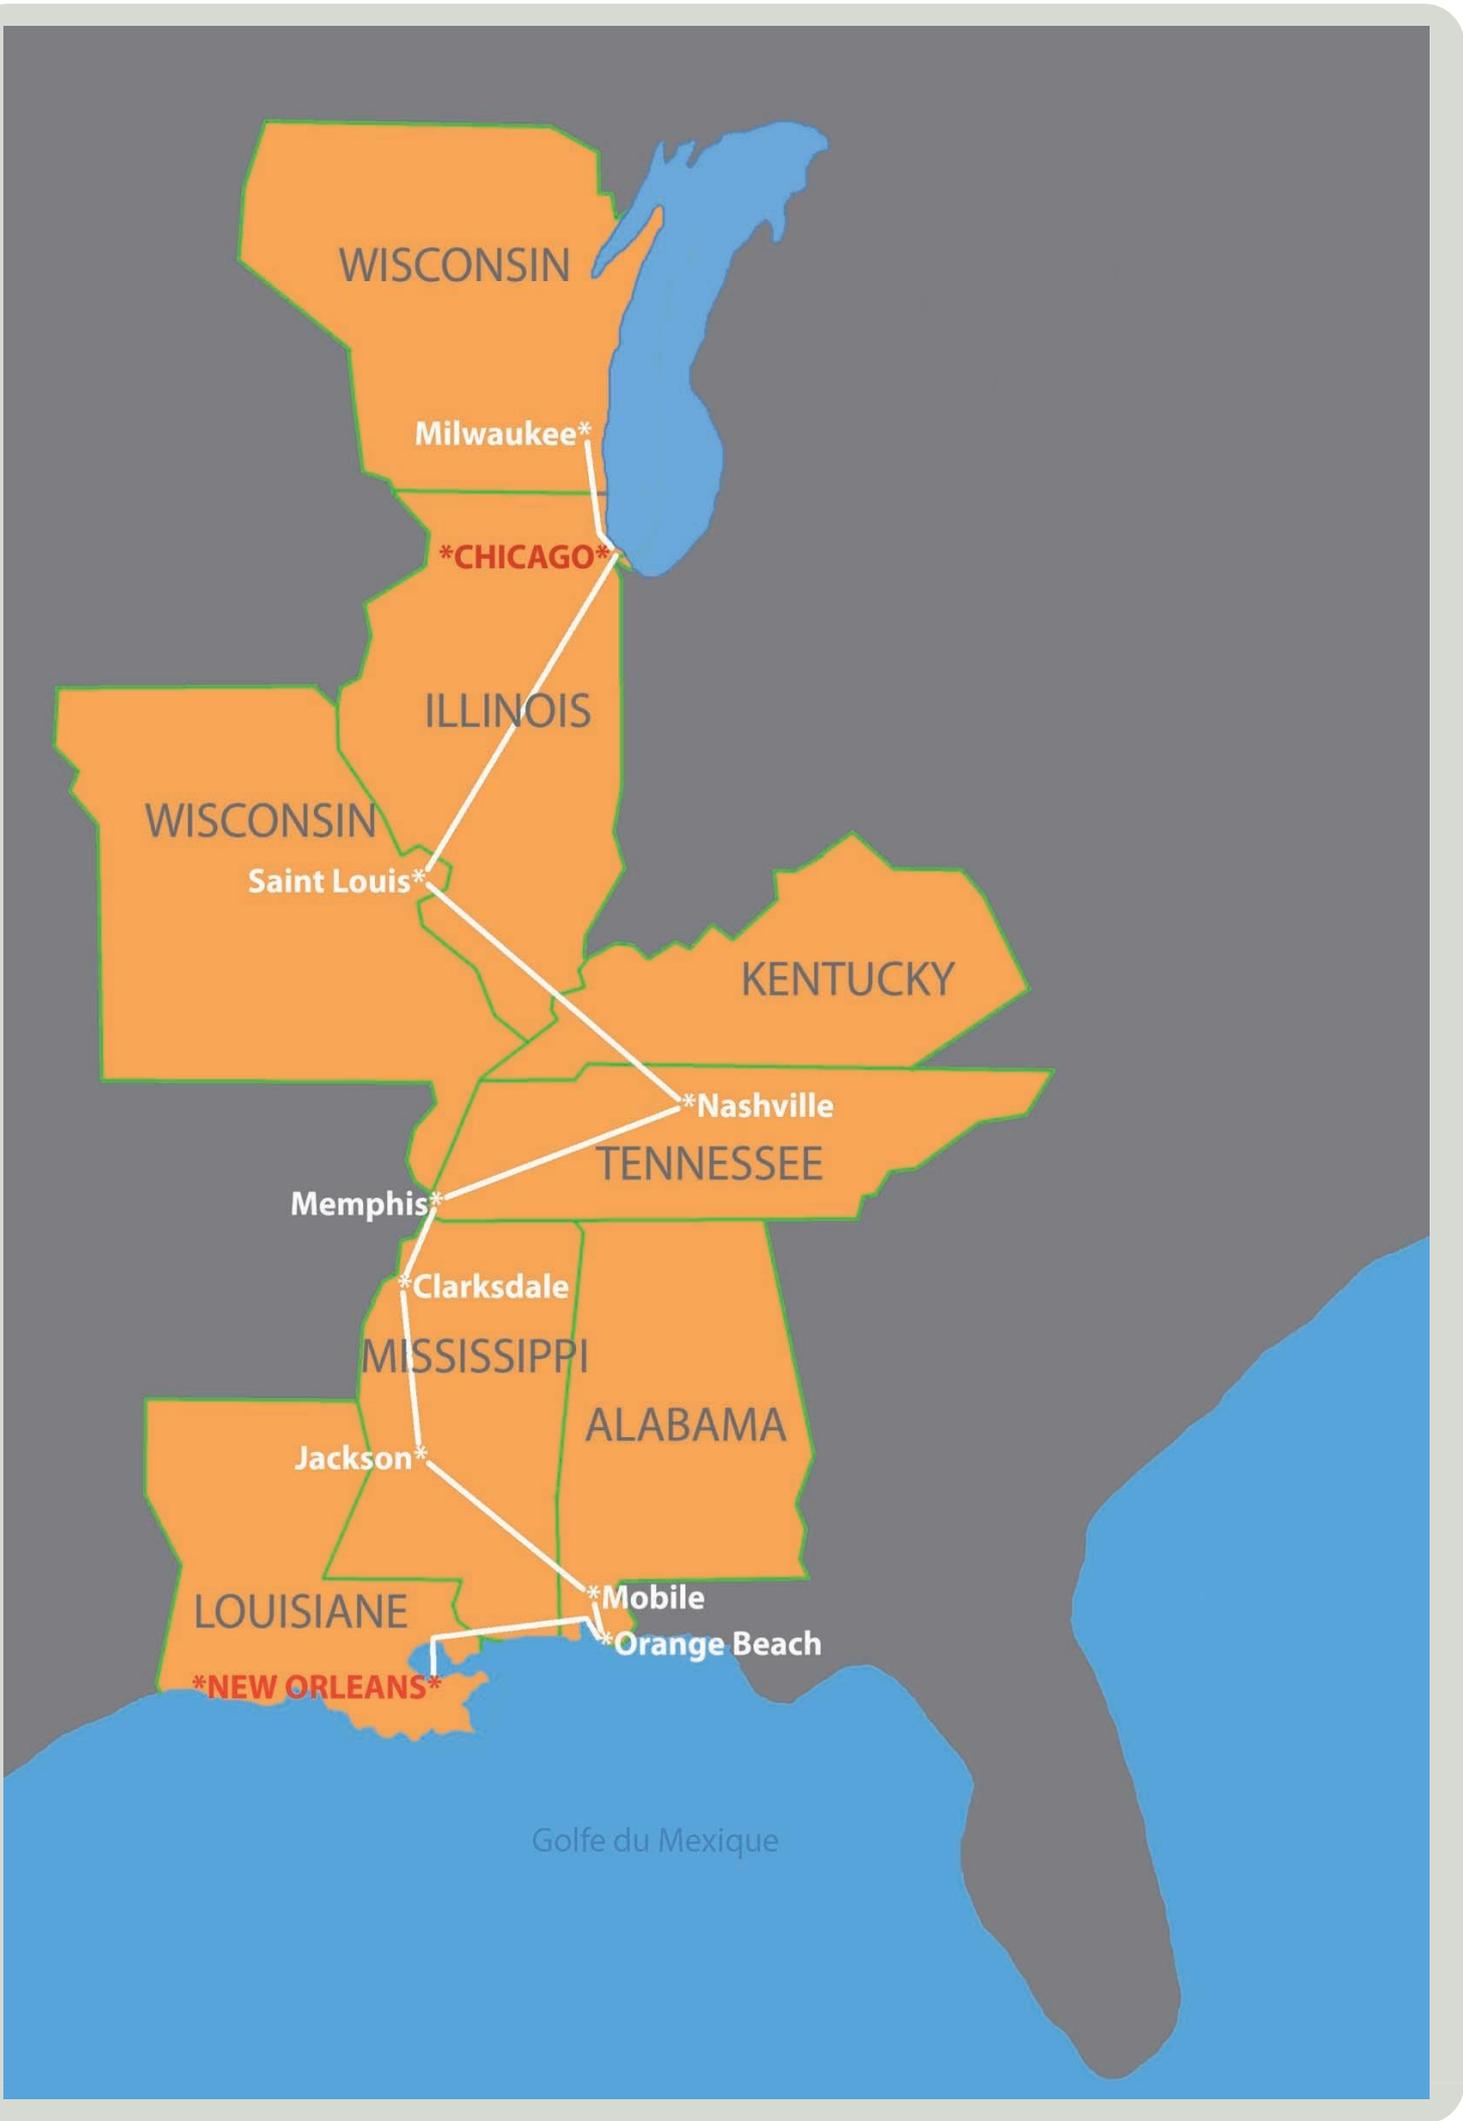 WISCONSIN
Milwaukee*
*CHICAGO*
ILLINOIS
WISCONSIN
Saint Louis*
KENTUCKY
*Nashville
TENNESSEE
Memphis*
*Clarksdale
MISSISSIPPI
ALABAMA
Jackson*
*Mobile
LOUISIANE
*Orange Beach
*NEW ORLEANS*
Golfe du Mexique